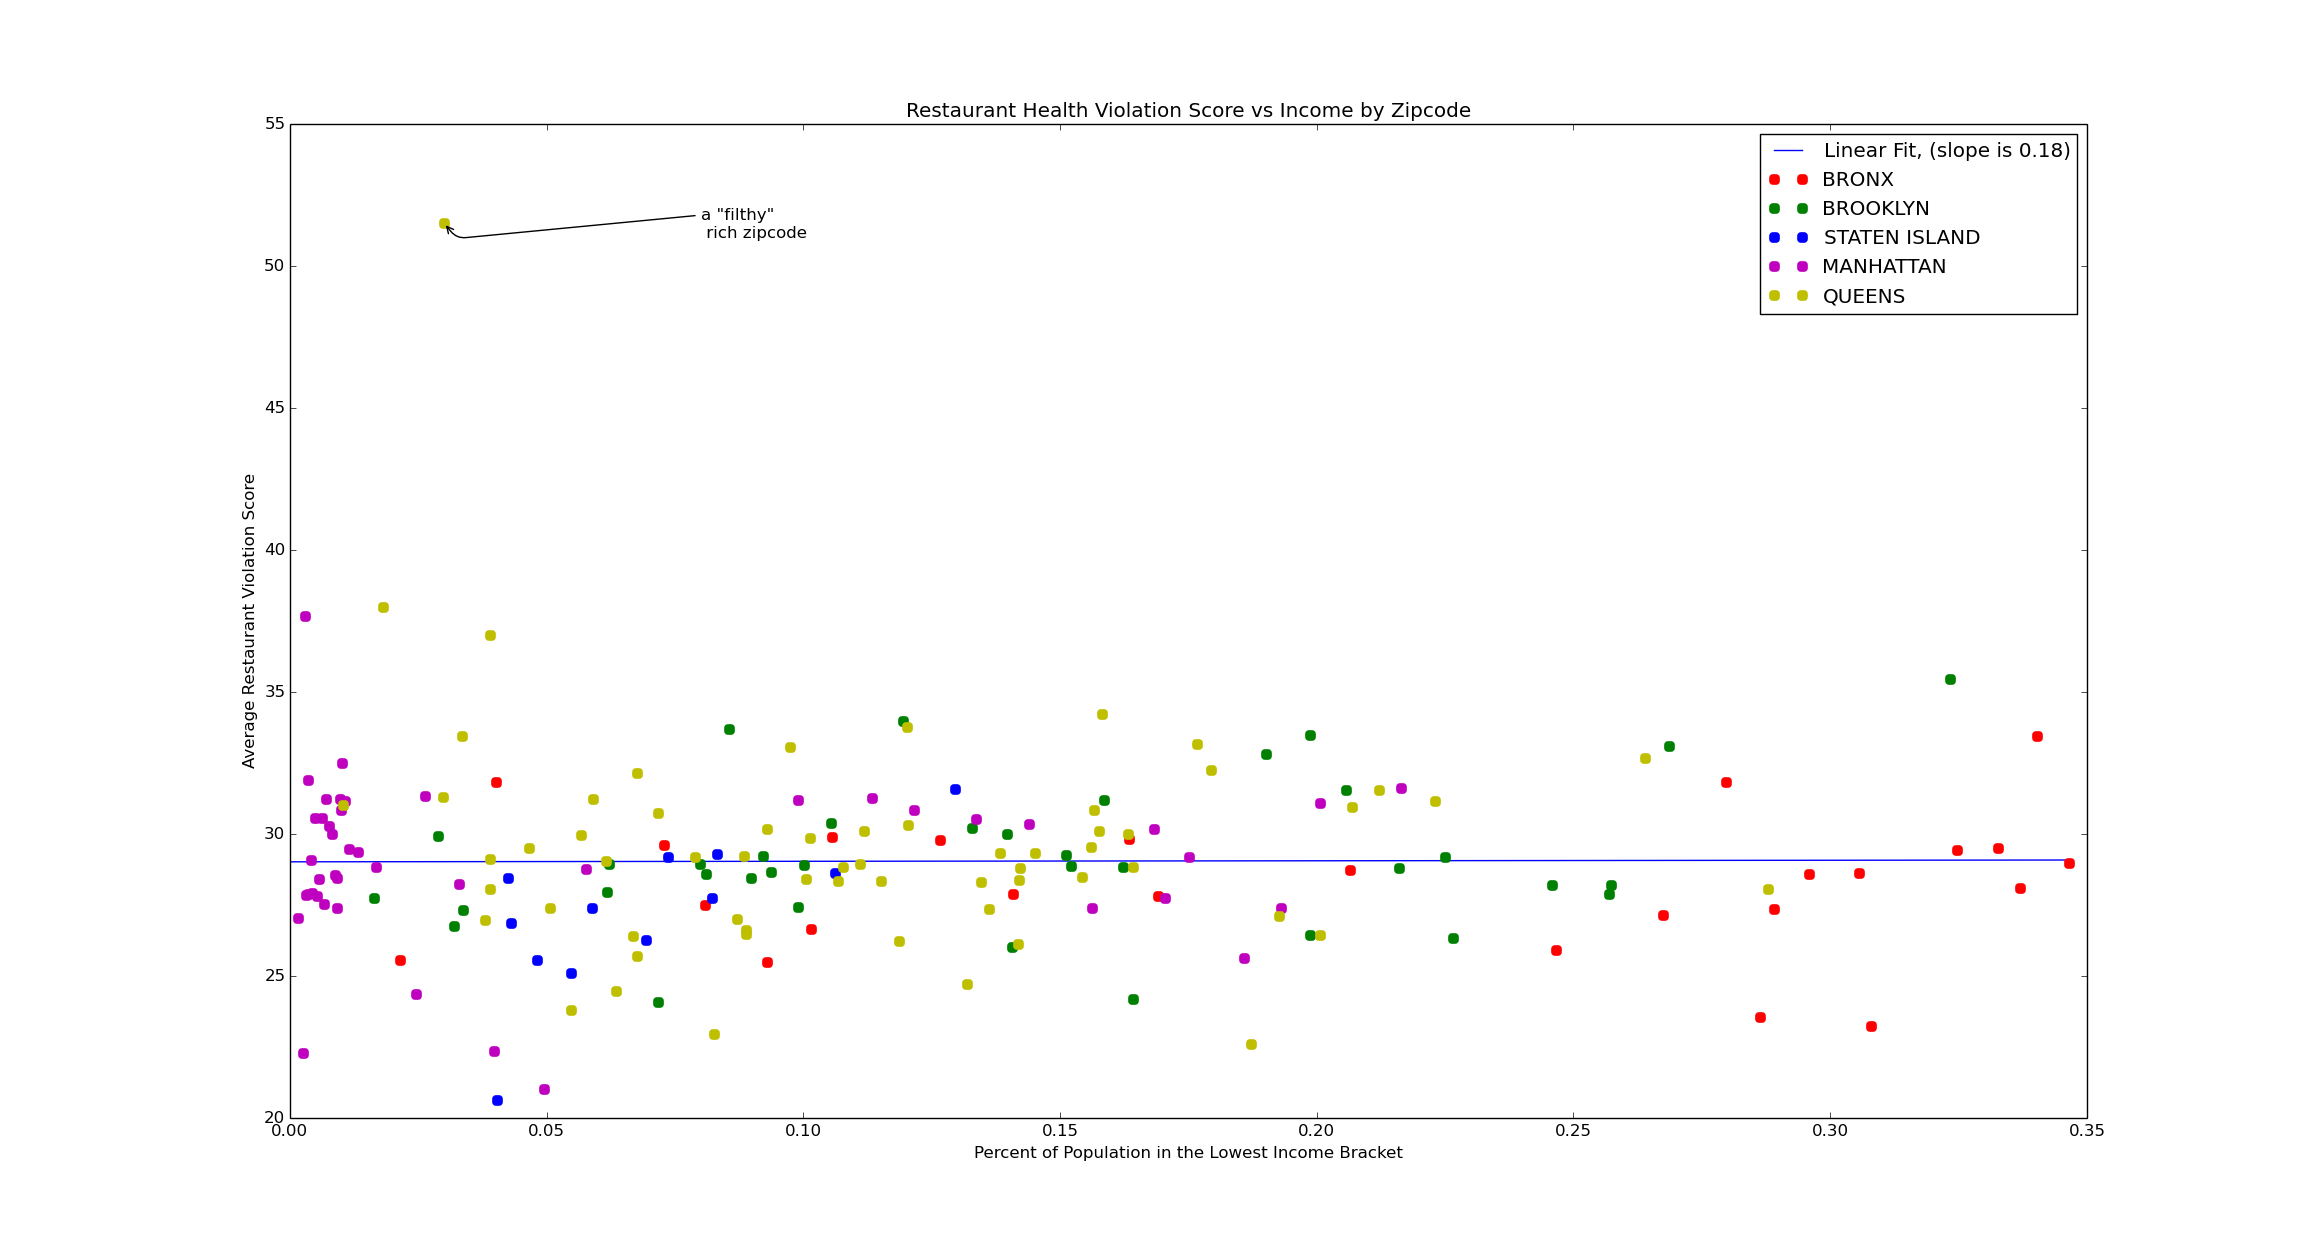 Restaurant Health Violation Score vs Income by Zipcode
55
50
45
40
35
30
25
20
Average Restaurant Violation Score
a "filthy"
rich zipcode
Linear Fit, (slope is 0.18)
BRONX
BROOKLYN
STATEN ISLAND
MANHATTAN
QUEENS
0.00 0.05 0.10 0.15 0.20 0.25 0.30 0.35
Percent of Population in the Lowest Income Bracket